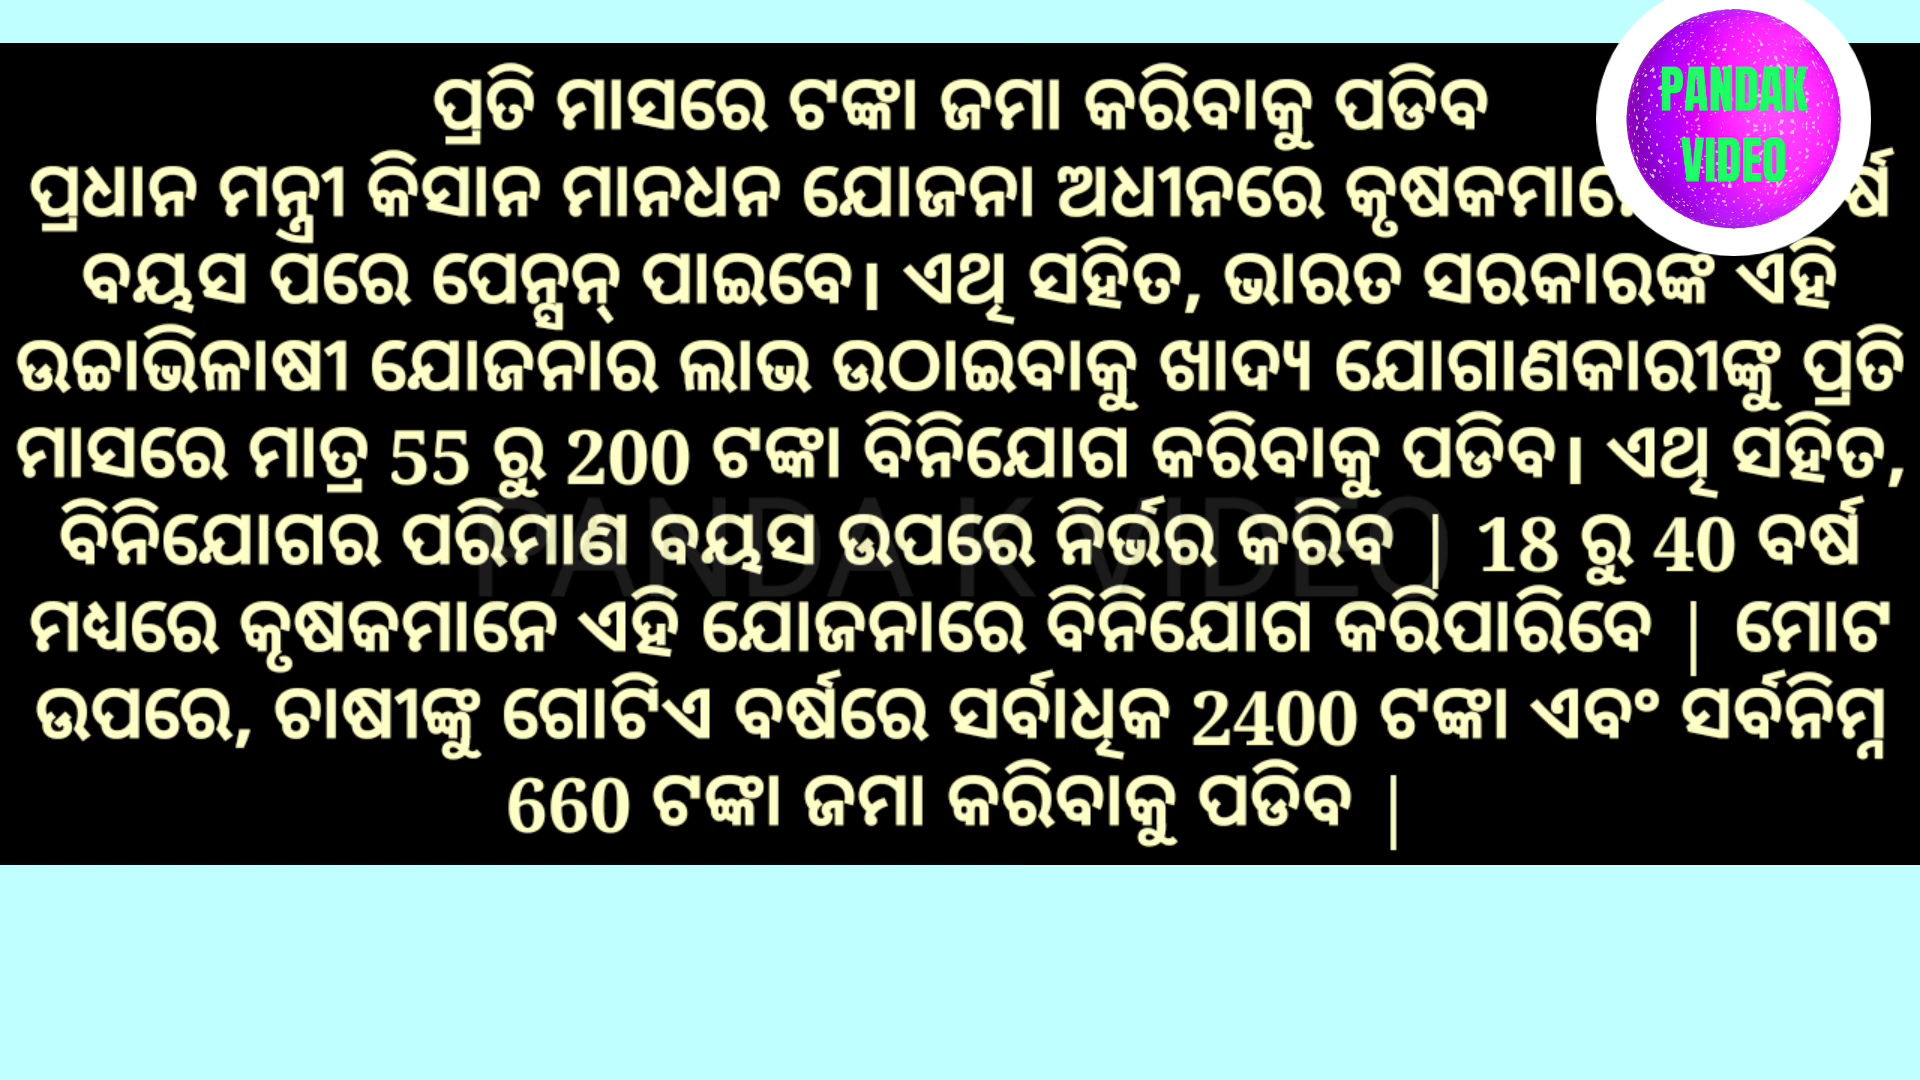 ପ୍ରତି ମାସରେ ଟଙ୍କା ଜମା କରିବାକୁ ପଡିବ
PANDAK
VIDEO
ପ୍ରଧାନ ମନ୍ତ୍ରୀ କିସାନ ମାନଧନ ଯୋଜନା ଅଧୀନରେ
ବୟସ ପରେ ପେନ୍ସନ୍ ପାଇବେ। ଏଥି ସହିତ, ଭାରତ ସରକାରଙ୍କ ଏହି
ଉଚ୍ଚାଭିଳାଷୀ ଯୋଜନାର ଲାଭ ଉଠାଇବାକୁ ଖାଦ୍ୟ ଯୋଗାଣକାରୀଙ୍କୁ ପ୍ରତି
ମାସରେ ମାତ୍ର 55 ରୁ 200 ଟଙ୍କା ବିନିଯୋଗ କରିବାକୁ ପଡିବ। ଏଥି ସହିତ,
ବିନିଯୋଗର ପରିମାଣ ବୟସ ଉପରେ ନିର୍ଭର କରିବ | 18 ରୁ 40 ବର୍ଷ
PANDA K VIDEO
ମଧ୍ୟରେ କୃଷକମାନେ ଏହି ଯୋଜନାରେ ବିନିଯୋଗ କରିପାରିବେ | ମୋଟ
ଉପରେ, ଚାଷୀଙ୍କୁ ଗୋଟିଏ ବର୍ଷରେ ସର୍ବାଧିକ 2400 ଟଙ୍କା ଏବଂ ସର୍ବନିମ୍ନ
660 ଟଙ୍କା ଜମା କରିବାକୁ ପଡିବ |